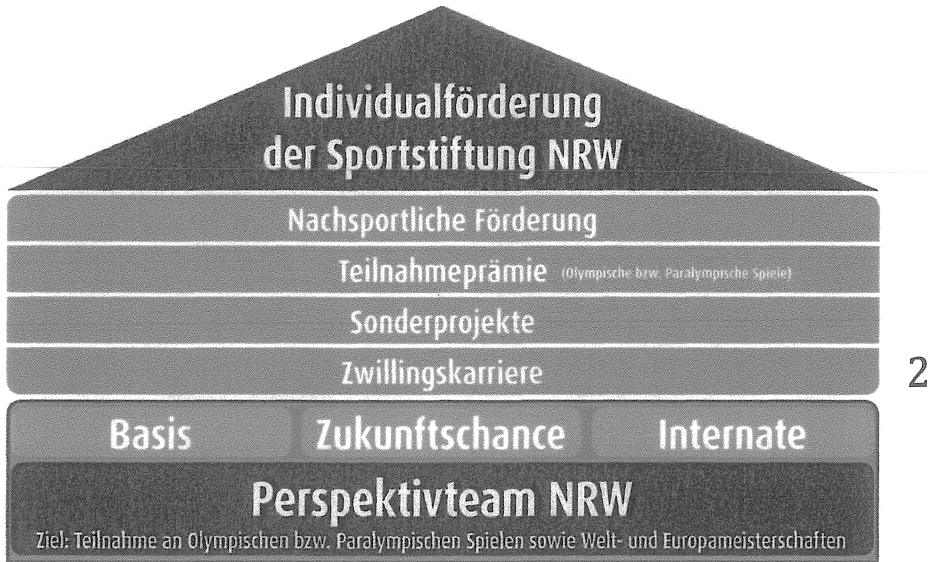 Individualförderung
der Sportstiftung NRW
Nachsportliche Förderung
Teilnahmeprämie (Olympische bzw. Paralympische Spiele)
Sonderprojekte
Zwillingskarriere
2
Basis Zukunftschance Internate
Perspektivteam NRW
Ziel: Teilnahme an Olympischen bzw. Paralympischen Spielen sowie Welt- und Europameisterschaften